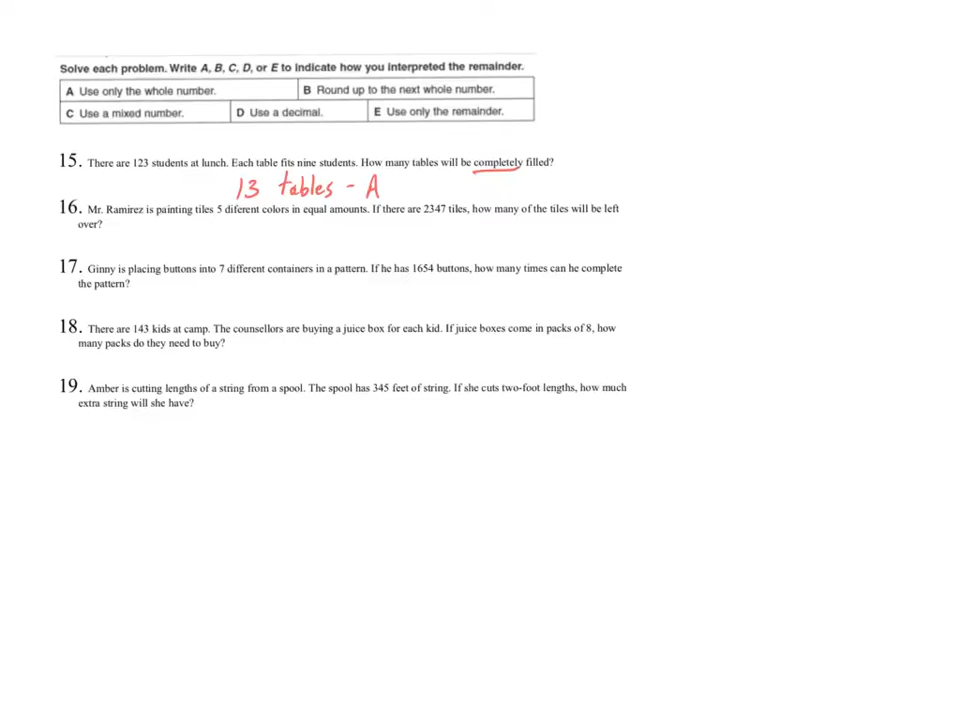 Solve each problem. Write A, B, C, D, or E to indicate how you interpreted the remainder.
A Use only the whole number. B Round up to the next whole number.
C Use a mixed number. D Use a decimal. E Use only the remainder.
15. There are 123 students at lunch. Each table fits nine students. How many tables will be completely filled?
13 tables - A
16. Mr. Ramirez is painting tiles 5 diferent colors in equal amounts. If there are 2347 tiles, how many of the tiles will be left
over?
17. Ginny is placing buttons into 7 different containers in a pattern. If he has 1654 buttons, how many times can he complete
the pattern?
18. There are 143 kids at camp. The counsellors are buying a juice box for each kid. If juice boxes come in packs of 8, how
many packs do they need to buy?
19. Amber is cutting lengths of a string from a spool. The spool has 345 feet of string. If she cuts two-foot lengths, how much
extra string will she have?